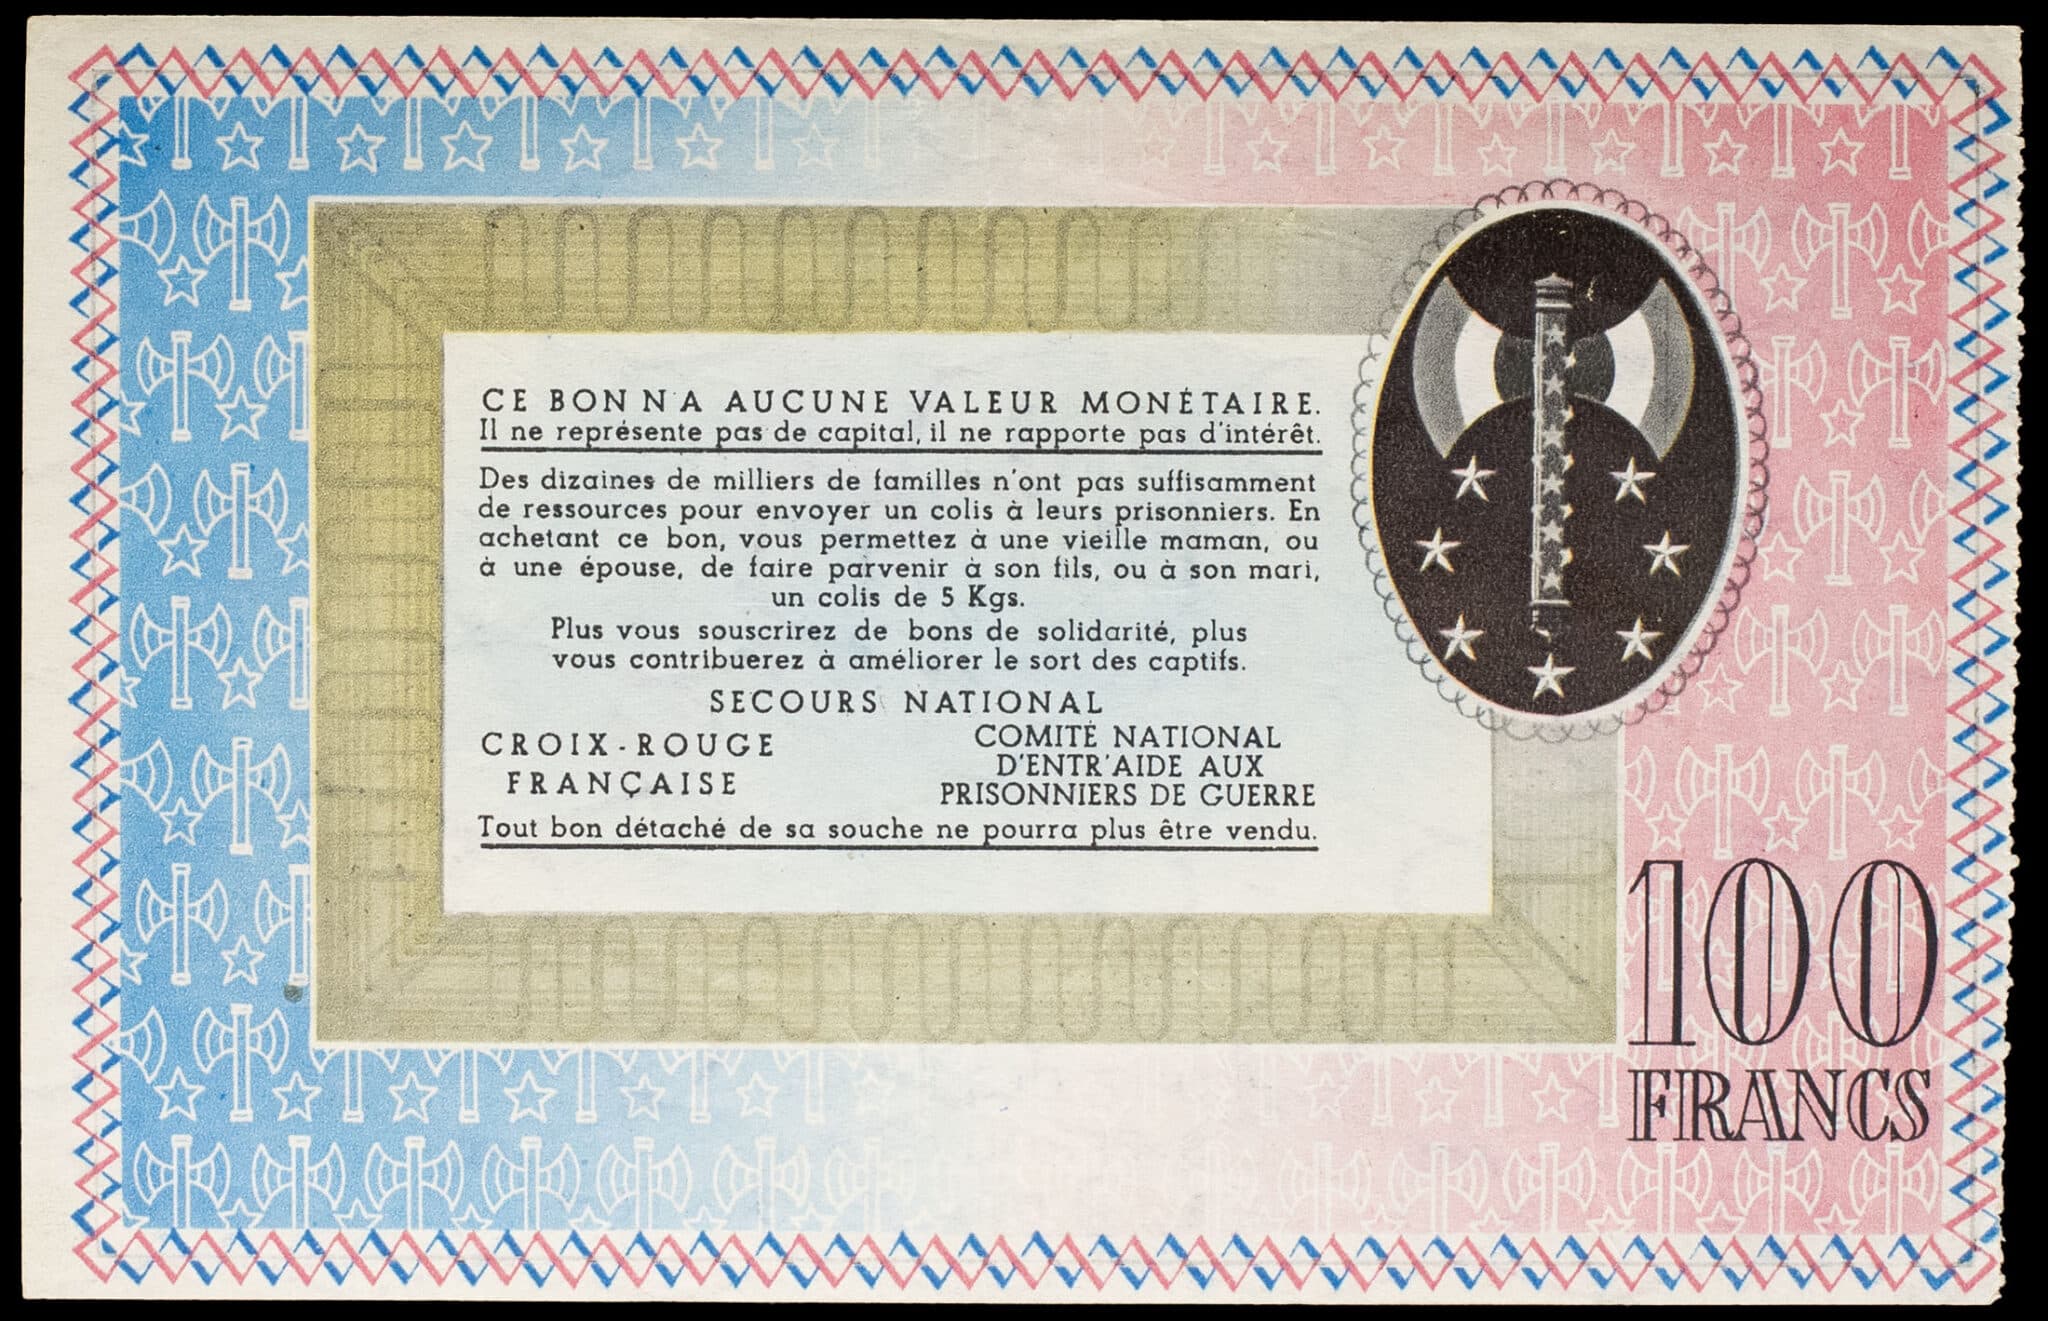 CE BON N A AUCUNE VALEUR MONÉTAIRE.
Il ne représente pas de capital, il ne rapporte pas d'intérêt.
Des dizaines de milliers de familles n'ont pas suffisamment
de ressources pour envoyer un colis à leurs prisonniers. En
achetant ce bon, vous permettez à une vieille maman, ou
à une épouse, de faire parvenir à son fils, ou à son mari,
un colis de 5 Kgs.
Plus vous souscrirez de bons de solidarité, plus
vous contribuerez à améliorer le sort des captifs.
SECOURS NATIONAL
CROIX-ROUGE
FRANÇAISE
COMITÉ NATIONAL
D'ENTR'AIDE AUX
PRISONNIERS DE GUERRE
Tout bon détaché de sa souche ne pourra plus être vendu.
100
FRANCS